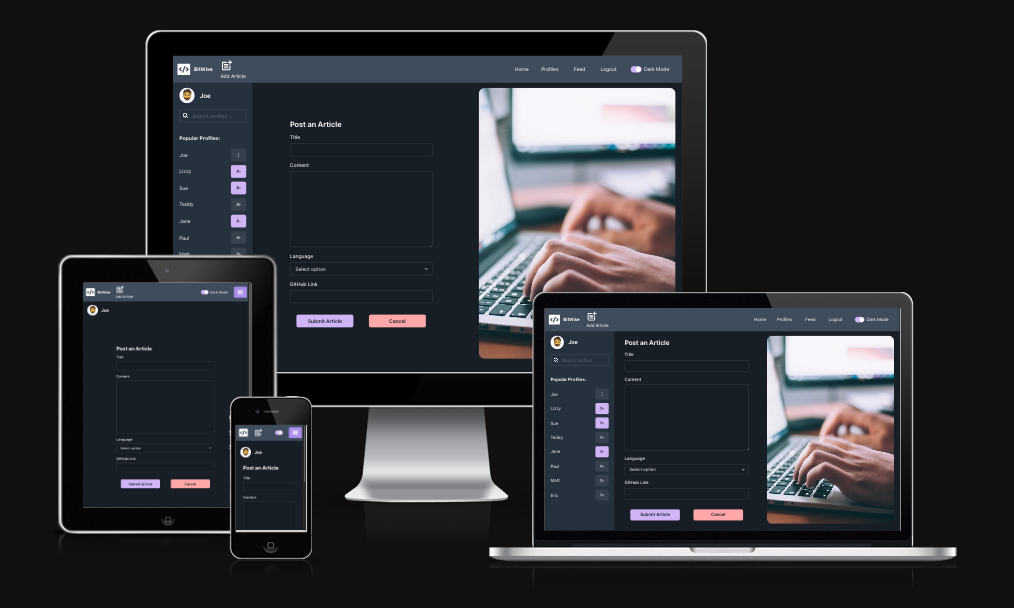 BitWise
Add Article
Home Profiles Feed Logout Dark Mode
Joe
Search profiles ...
Popular Profiles:
Joe
Lizzy
Sue
Teddy
Jane
Paul
Matt
Post an Article
Title
Content
Language
Select option
GitHub Link
Submit Article Cancel
BitWise
Add Article
Dark Mode
Joe
Post an Article
Title
Content
Language
Select option
GitHub Link
Submit Article Cancel
Joe
Post an Article
Title
Content
BitWise
Add Article
Home Profiles Feed Logout Dark Mode
Joe
Search profiles ...
Popular Profiles:
Joe
Lizzy
Sue
Teddy
Jane
Paul
Matt
Eric
Post an Article
Title
Content
Language
Select option
GitHub Link
Submit Article Cancel